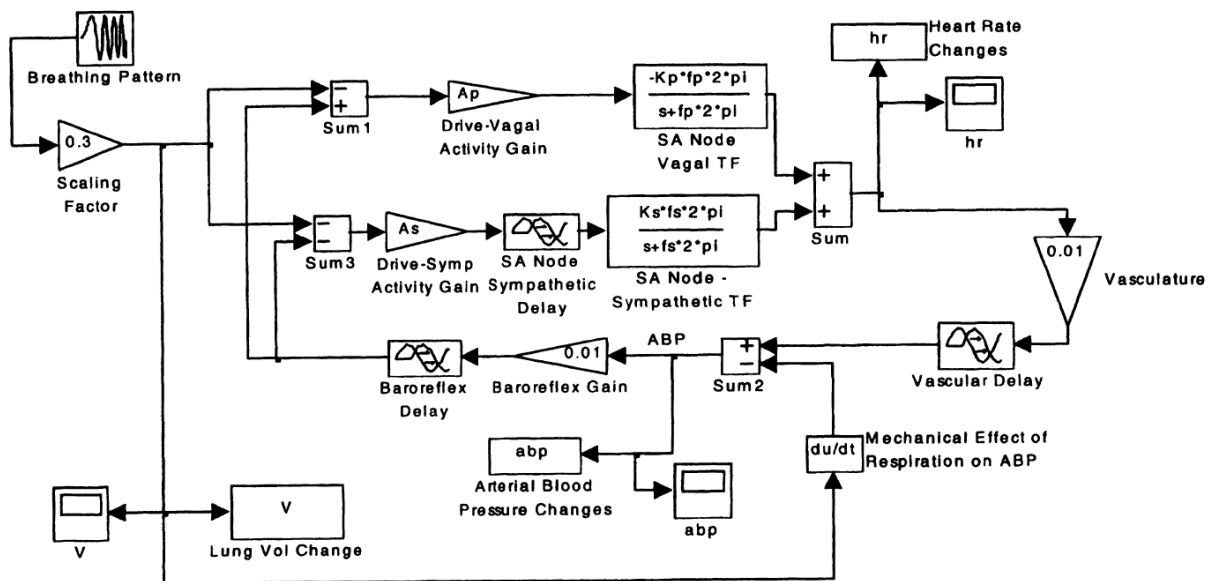 Breathing Pattern
0.3
Scaling
Factor
−
+
Sum1
Ap
Drive-Vagal
Activity Gain
-Kp*fp*2*pi
s+fp*2*pi
SA Node
Vagal TF
hr
Heart Rate
Changes
hr
−
−
Sum3
As
Drive-Symp
Activity Gain
SA Node
Sympathetic
Delay
Ks*fs*2*pi
s+fs*2*pi
SA Node -
Sympathetic TF
+
+
Sum
0.01
Vasculature
Vascular Delay
+
−
Sum2
ABP
0.01
Baroreflex Gain
Baroreflex
Delay
du/dt
Mechanical Effect of
Respiration on ABP
abp
Arterial Blood
Pressure Changes
abp
V
V
Lung Vol Change